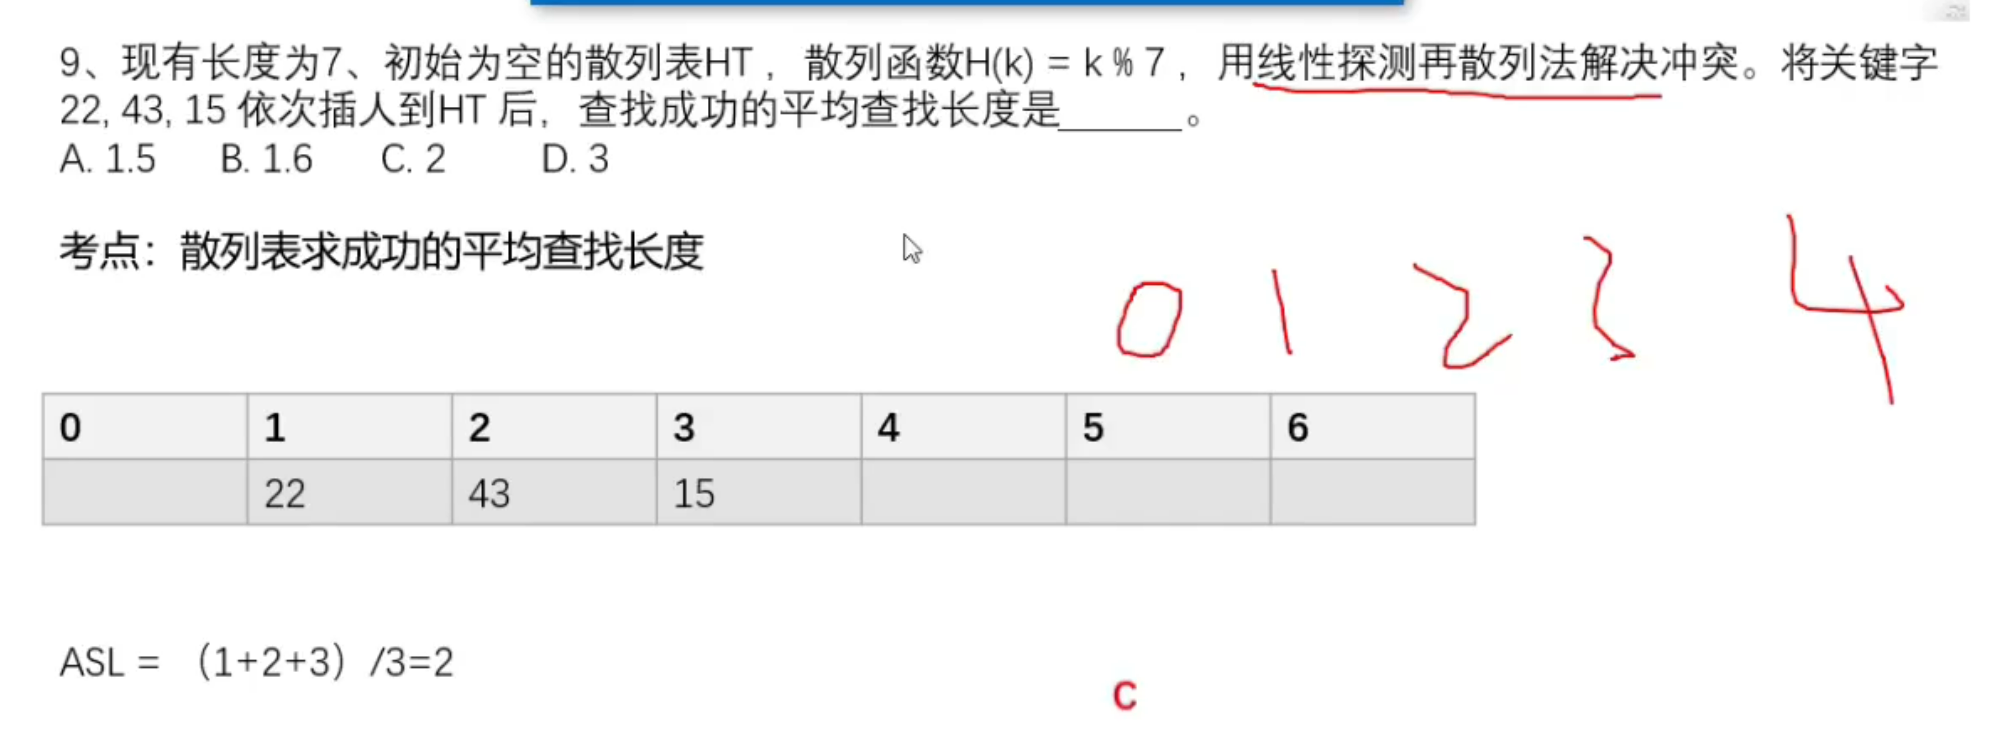 9、现有长度为7、初始为空的散列表HT，散列函数H(k) = k % 7，用线性探测再散列法解决冲突。将关键字
22, 43, 15 依次插人到HT 后，查找成功的平均查找长度是______。
A. 1.5 B. 1.6 C. 2 D. 3
考点：散列表求成功的平均查找长度
0 1 2 3 4
0 1 2 3 4 5 6
22 43 15
ASL = （1+2+3）/3=2
C